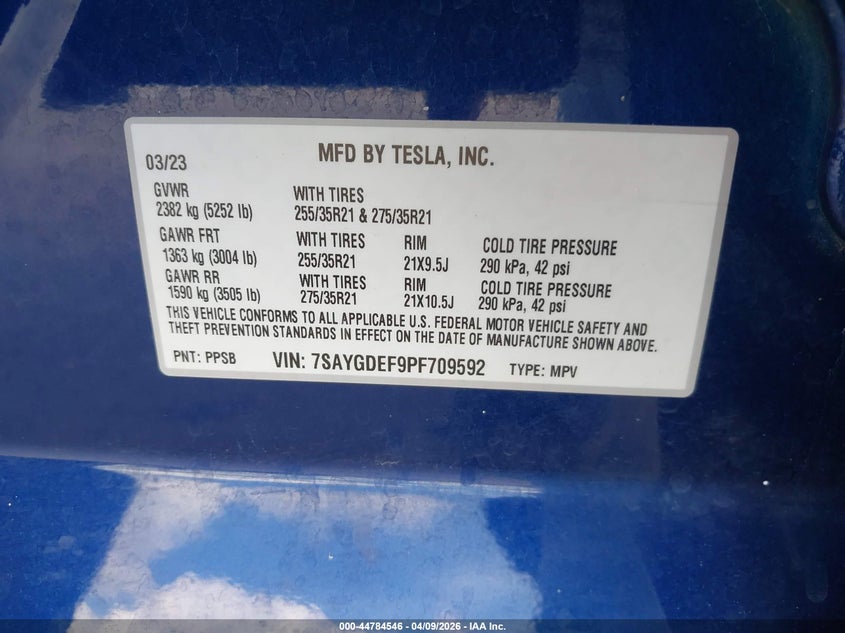 MFD BY TESLA, INC.
03/23
GVWR WITH TIRES
2382 kg (5252 lb) 255/35R21 & 275/35R21
GAWR FRT WITH TIRES RIM COLD TIRE PRESSURE
1363 kg (3004 lb) 255/35R21 21X9.5J 290 kPa, 42 psi
GAWR RR WITH TIRES RIM COLD TIRE PRESSURE
1590 kg (3505 lb) 275/35R21 21X10.5J 290 kPa, 42 psi
THIS VEHICLE CONFORMS TO ALL APPLICABLE U.S. FEDERAL MOTOR VEHICLE SAFETY AND
THEFT PREVENTION STANDARDS IN EFFECT ON THE DATE OF MANUFACTURE SHOWN ABOVE.
PNT: PPSB VIN: 7SAYGDEF9PF709592 TYPE: MPV
000-44784546 - 04/09/2026 - IAA Inc.